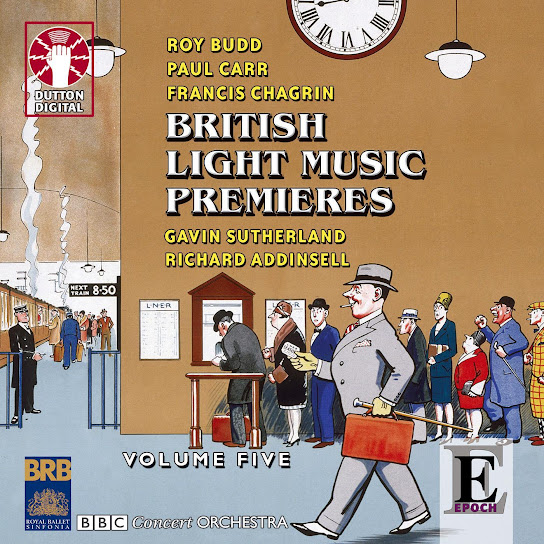 DUTTON
DIGITAL
ROY BUDD
PAUL CARR
FRANCIS CHAGRIN
BRITISH
LIGHT MUSIC
PREMIERES
GAVIN SUTHERLAND
RICHARD ADDINSELL
NEXT
TRAIN 8·50
L·N·E·R
VOLUME FIVE
BRB
ROYAL BALLET
SINFONIA
BBC Concert ORCHESTRA
E
EPOCH